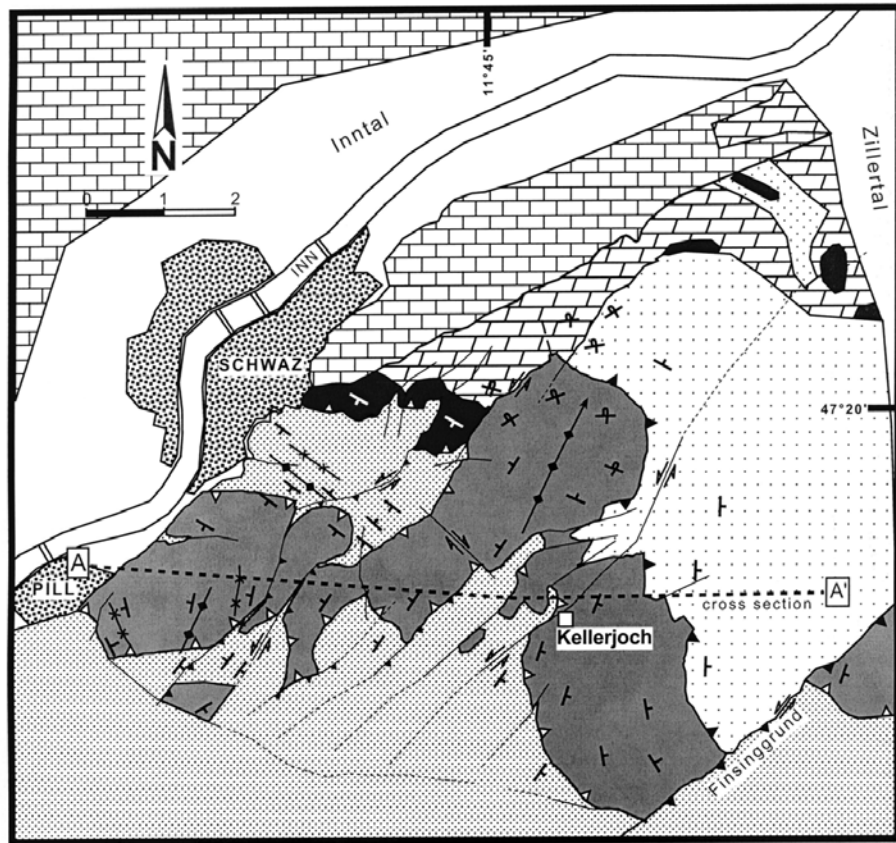 11°45'
Inntal
Zillertal
N
0 1 2
INN
SCHWAZ
47°20'
A
PILL
A'
cross section
Kellerjoch
Finsinggrund